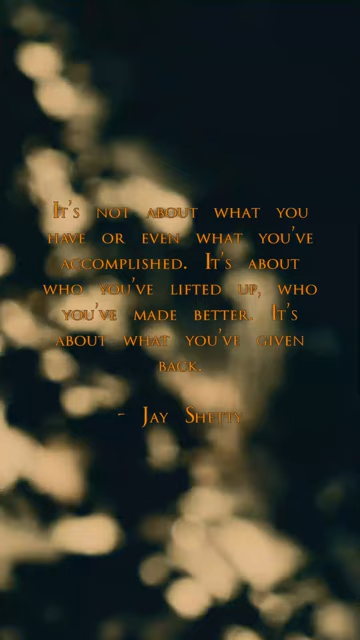 It's not about what you
have or even what you've
accomplished. It's about
who you've lifted up, who
you've made better. It's
about what you've given
back.
- Jay Shetty